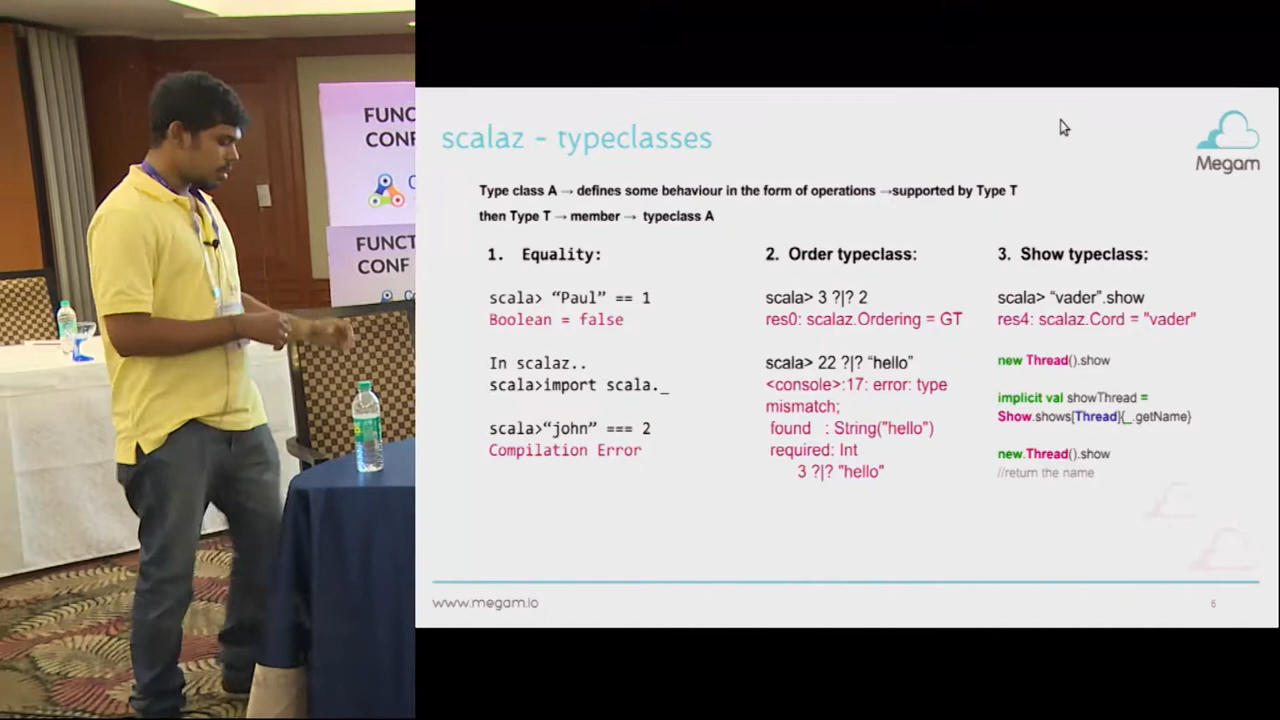 FUNC
CONF
FUNCT
CONF
scalaz - typeclasses
Megam
Type class A → defines some behaviour in the form of operations →supported by Type T
then Type T → member → typeclass A
1. Equality:
scala> “Paul” == 1
Boolean = false
In scalaz..
scala>import scala._
scala>“john” === 2
Compilation Error
2. Order typeclass:
scala> 3 ?|? 2
res0: scalaz.Ordering = GT
scala> 22 ?|? “hello”
<console>:17: error: type
mismatch;
found : String("hello")
required: Int
3 ?|? "hello"
3. Show typeclass:
scala> “vader”.show
res4: scalaz.Cord = "vader"
new Thread().show
implicit val showThread =
Show.shows[Thread]{_.getName}
new.Thread().show
//return the name
www.megam.io
6